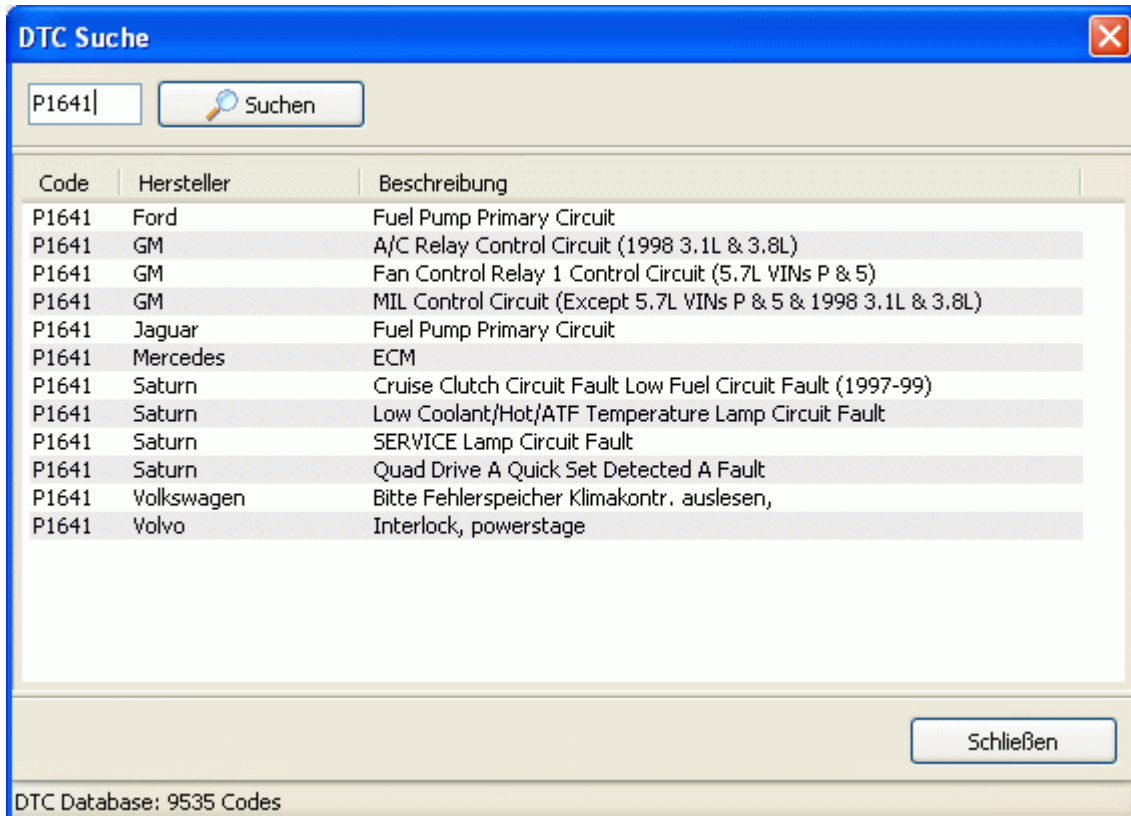 DTC Suche
P1641 Suchen
Code Hersteller Beschreibung
P1641 Ford Fuel Pump Primary Circuit
P1641 GM A/C Relay Control Circuit (1998 3.1L & 3.8L)
P1641 GM Fan Control Relay 1 Control Circuit (5.7L VINs P & 5)
P1641 GM MIL Control Circuit (Except 5.7L VINs P & 5 & 1998 3.1L & 3.8L)
P1641 Jaguar Fuel Pump Primary Circuit
P1641 Mercedes ECM
P1641 Saturn Cruise Clutch Circuit Fault Low Fuel Circuit Fault (1997-99)
P1641 Saturn Low Coolant/Hot/ATF Temperature Lamp Circuit Fault
P1641 Saturn SERVICE Lamp Circuit Fault
P1641 Saturn Quad Drive A Quick Set Detected A Fault
P1641 Volkswagen Bitte Fehlerspeicher Klimakontr. auslesen,
P1641 Volvo Interlock, powerstage
Schließen
DTC Database: 9535 Codes